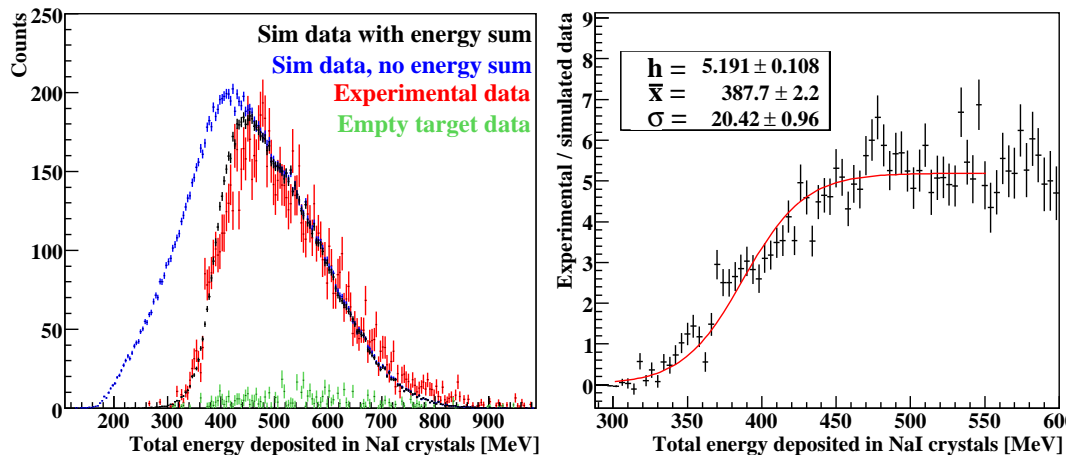 250
200
150
100
50
0
Counts
Sim data with energy sum
Sim data, no energy sum
Experimental data
Empty target data
200 300 400 500 600 700 800 900
Total energy deposited in NaI crystals [MeV]
9
8
7
6
5
4
3
2
1
0
Experimental / simulated data
h = 5.191 ± 0.108
x̅ = 387.7 ± 2.2
σ = 20.42 ± 0.96
300 350 400 450 500 550 600
Total energy deposited in NaI crystals [MeV]